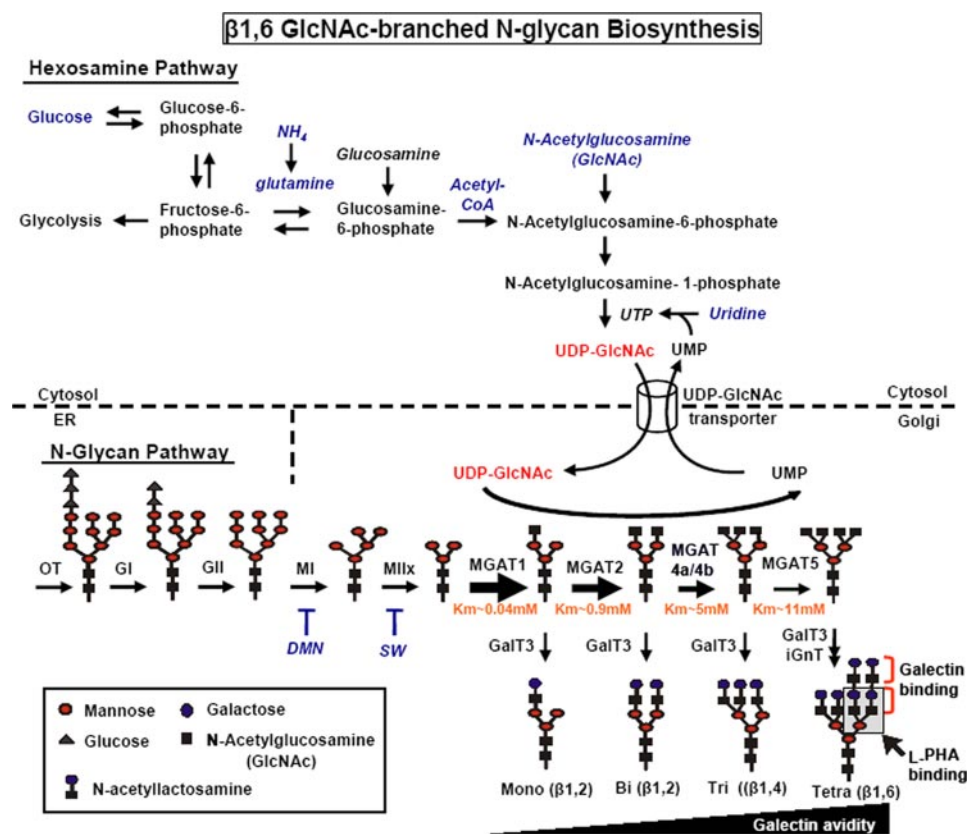 β1,6 GlcNAc-branched N-glycan Biosynthesis
Hexosamine Pathway
Glucose
Glucose-6-
phosphate
NH4
Glucosamine
N-Acetylglucosamine
(GlcNAc)
glutamine
Acetyl-
CoA
Glycolysis
Fructose-6-
phosphate
Glucosamine-
6-phosphate
N-Acetylglucosamine-6-phosphate
N-Acetylglucosamine- 1-phosphate
UTP
Uridine
UDP-GlcNAc
UMP
Cytosol
UDP-GlcNAc
transporter
Cytosol
ER
Golgi
N-Glycan Pathway
UDP-GlcNAc
UMP
OT
GI
GII
MI
MIIx
MGAT1
MGAT2
MGAT
4a/4b
MGAT5
Km~0.04mM
Km~0.9mM
Km~5mM
Km~11mM
DMN
SW
GalT3
GalT3
GalT3
GalT3
iGnT
Galectin
binding
L-PHA
binding
Mannose
Galactose
Glucose
N-Acetylglucosamine
(GlcNAc)
N-acetyllactosamine
Mono (β1,2)
Bi (β1,2)
Tri ((β1,4)
Tetra (β1,6)
Galectin avidity